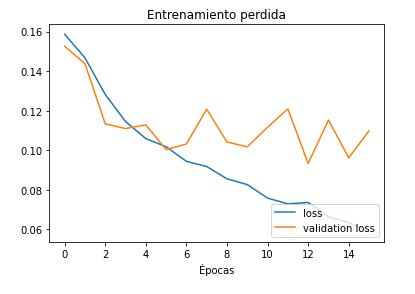 Entrenamiento perdida
0.16
0.14
0.12
0.10
0.08
0.06
loss
validation loss
0 2 4 6 8 10 12 14
Épocas